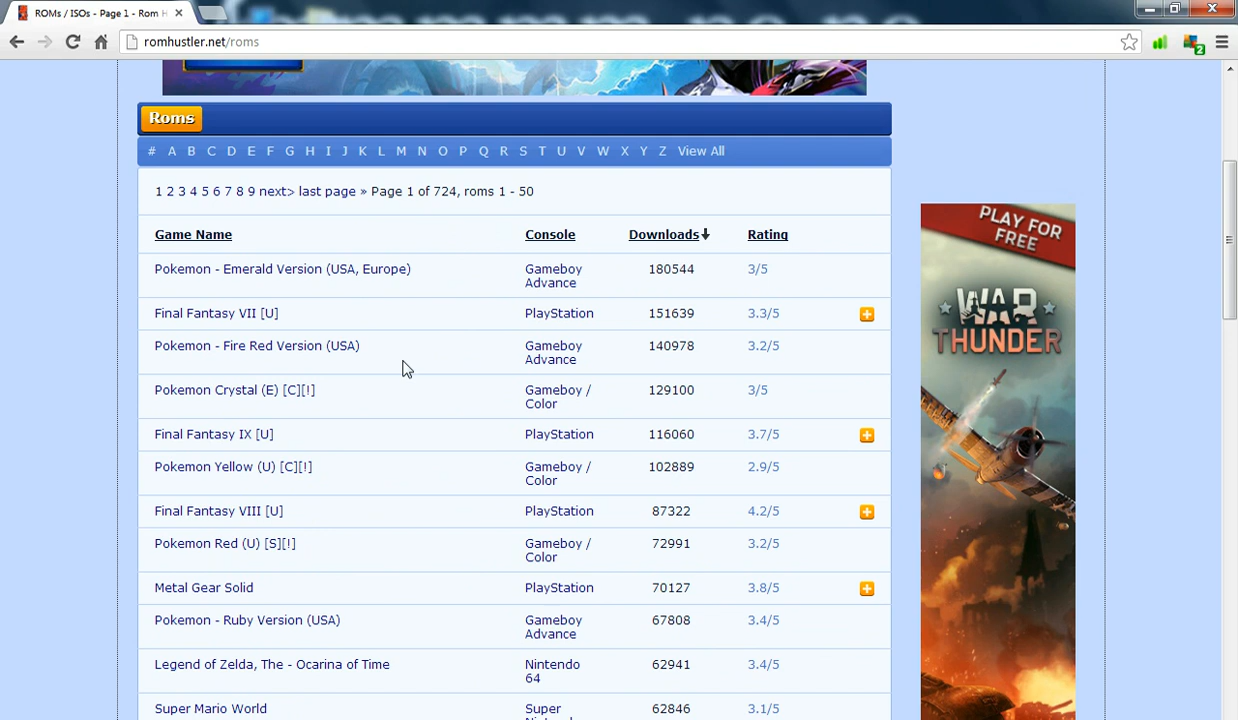 ROMs / ISOs - Page 1 - Rom H
romhustler.net/roms
2
Roms
# A B C D E F G H I J K L M N O P Q R S T U V W X Y Z View All
1 2 3 4 5 6 7 8 9 next> last page » Page 1 of 724, roms 1 - 50
Game Name Console Downloads Rating
Pokemon - Emerald Version (USA, Europe) Gameboy Advance 180544 3/5
Final Fantasy VII [U] PlayStation 151639 3.3/5
Pokemon - Fire Red Version (USA) Gameboy Advance 140978 3.2/5
Pokemon Crystal (E) [C][!] Gameboy / Color 129100 3/5
Final Fantasy IX [U] PlayStation 116060 3.7/5
Pokemon Yellow (U) [C][!] Gameboy / Color 102889 2.9/5
Final Fantasy VIII [U] PlayStation 87322 4.2/5
Pokemon Red (U) [S][!] Gameboy / Color 72991 3.2/5
Metal Gear Solid PlayStation 70127 3.8/5
Pokemon - Ruby Version (USA) Gameboy Advance 67808 3.4/5
Legend of Zelda, The - Ocarina of Time Nintendo 64 62941 3.4/5
Super Mario World Super 62846 3.1/5
PLAY FOR
FREE
WAR
THUNDER